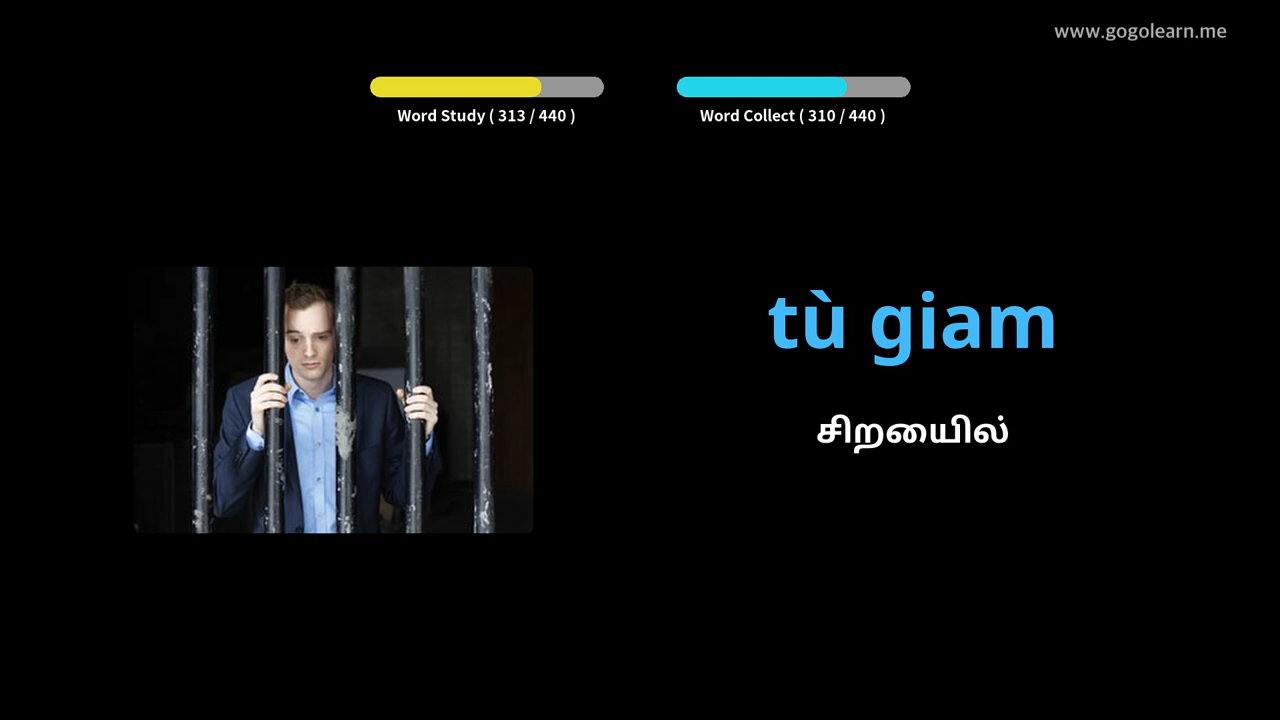 www.gogolearn.me
Word Study ( 313 / 440 )
Word Collect ( 310 / 440 )
tù giam
சிறையில்